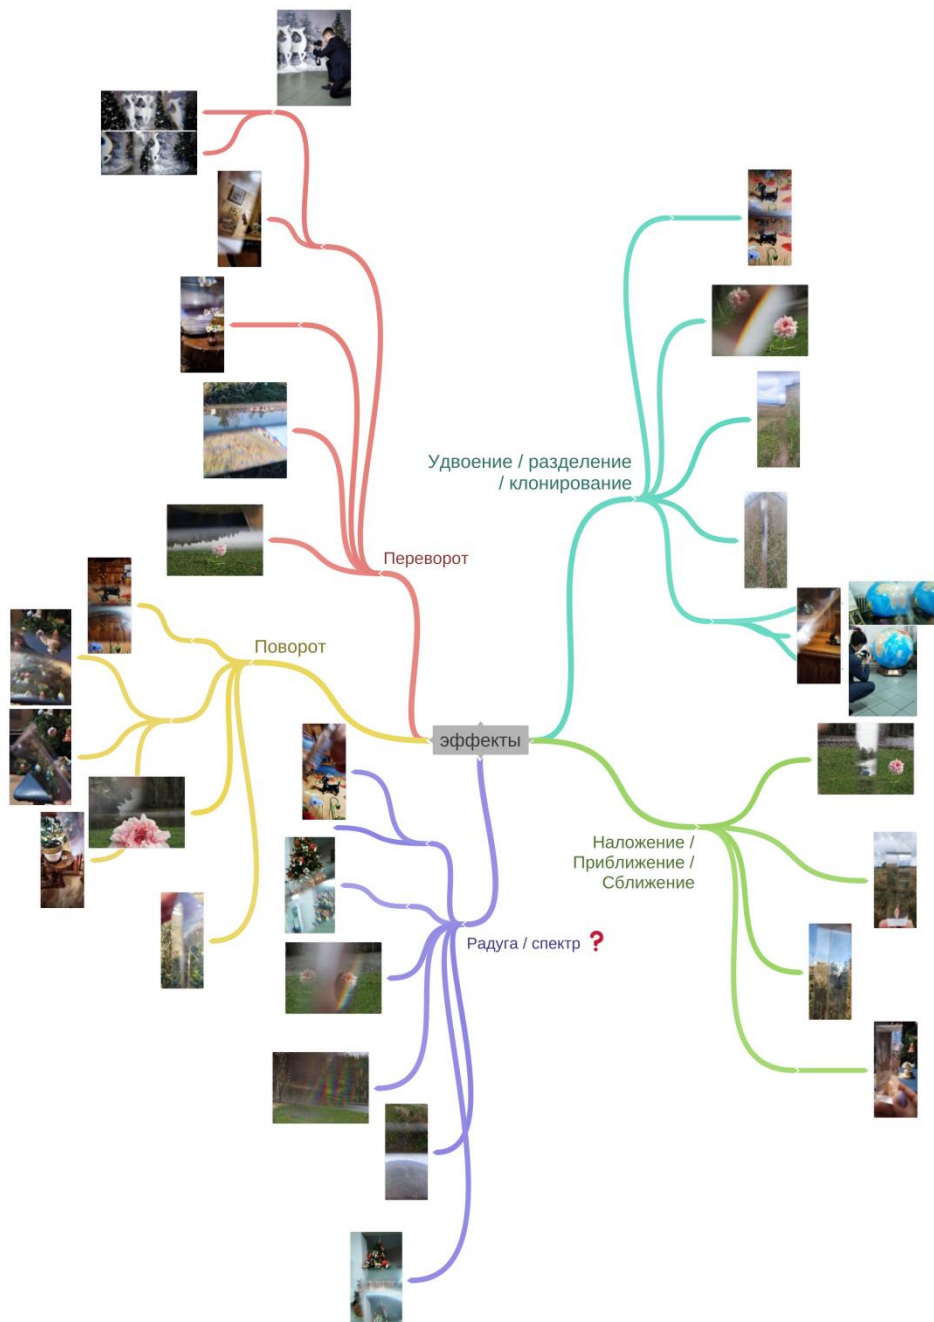 Удвоение / разделение
/ клонирование
Переворот
Поворот
эффекты
Наложение /
Приближение /
Сближение
Радуга / спектр ?